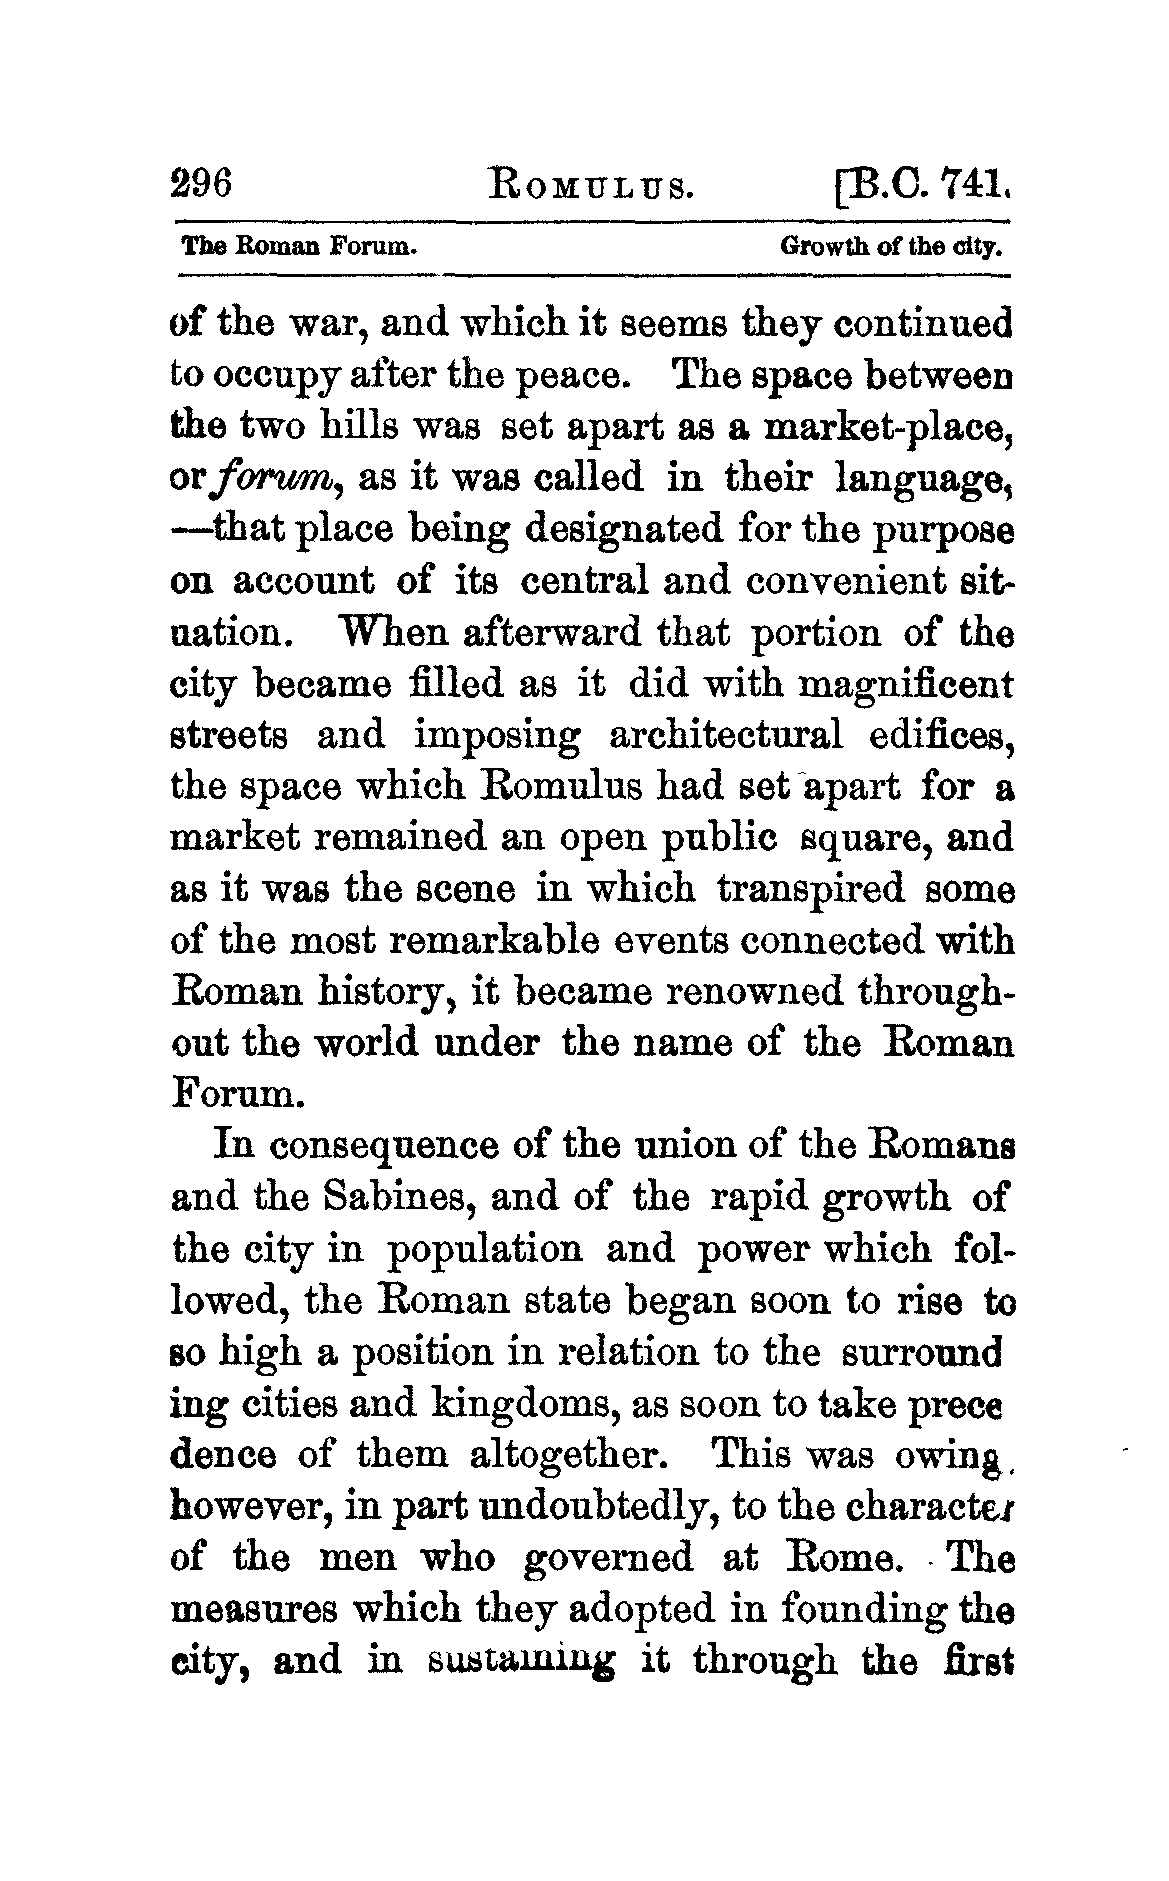 296 ROMULUS. [B.C. 741.
The Roman Forum. Growth of the city.
of the war, and which it seems they continued
to occupy after the peace. The space between
the two hills was set apart as a market-place,
or forum, as it was called in their language,
—that place being designated for the purpose
on account of its central and convenient sit-
uation. When afterward that portion of the
city became filled as it did with magnificent
streets and imposing architectural edifices,
the space which Romulus had set apart for a
market remained an open public square, and
as it was the scene in which transpired some
of the most remarkable events connected with
Roman history, it became renowned through-
out the world under the name of the Roman
Forum.
In consequence of the union of the Romans
and the Sabines, and of the rapid growth of
the city in population and power which fol-
lowed, the Roman state began soon to rise to
so high a position in relation to the surround
ing cities and kingdoms, as soon to take prece
dence of them altogether. This was owing,
however, in part undoubtedly, to the character
of the men who governed at Rome. The
measures which they adopted in founding the
city, and in sustaining it through the first